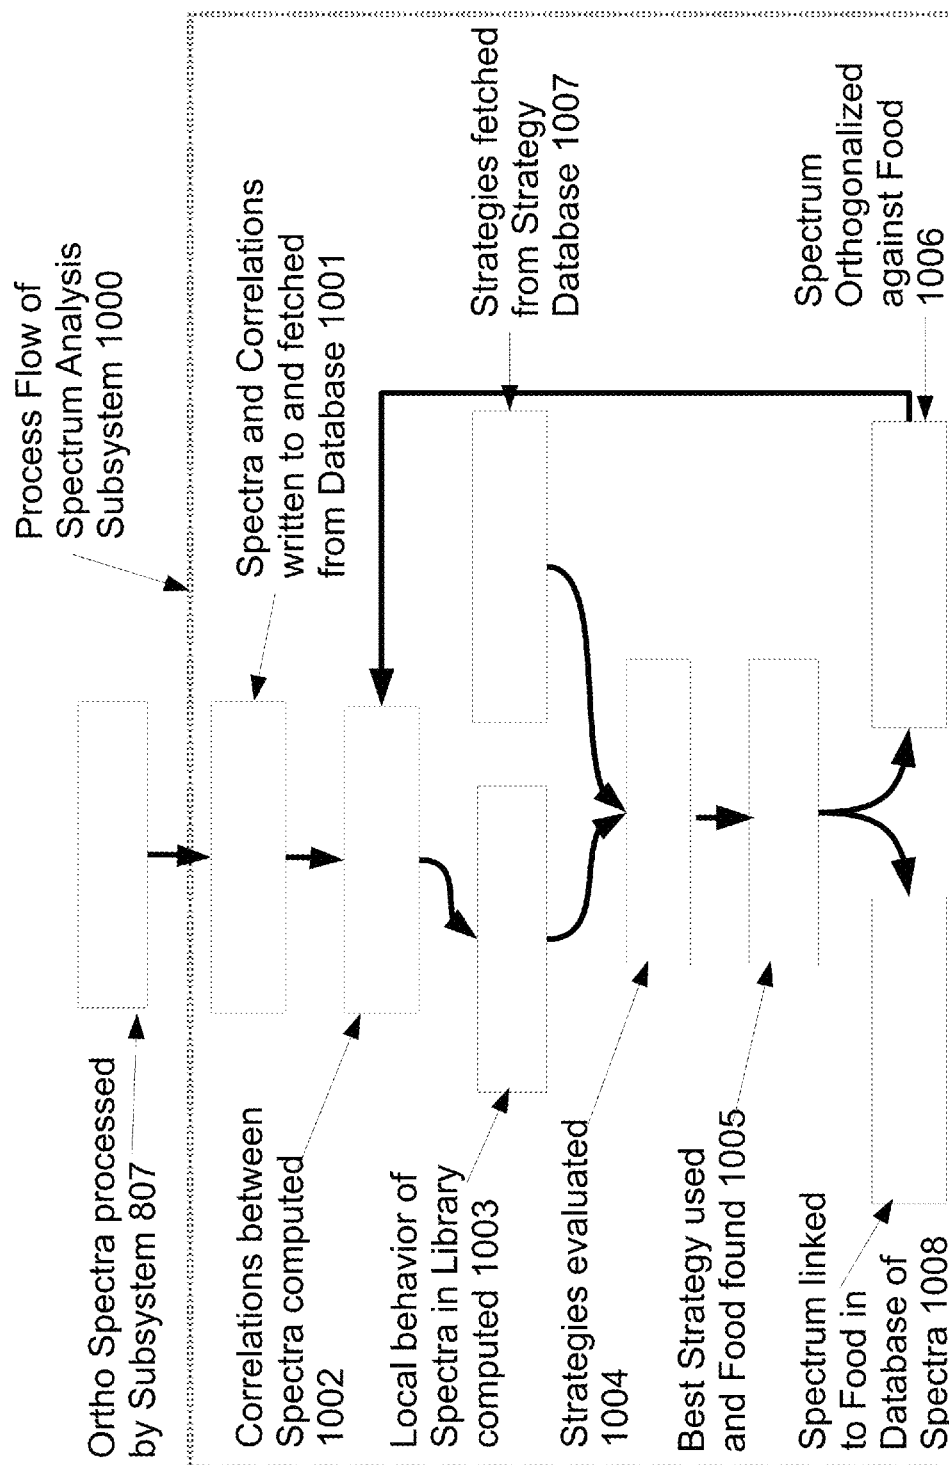 Process Flow of
Spectrum Analysis
Subsystem 1000
Ortho Spectra processed
by Subsystem 807
Spectra and Correlations
written to and fetched
from Database 1001
Correlations between
Spectra computed
1002
Local behavior of
Spectra in Library
computed 1003
Strategies fetched
from Strategy
Database 1007
Strategies evaluated
1004
Best Strategy used
and Food found 1005
Spectrum linked
to Food in
Database of
Spectra 1008
Spectrum
Orthogonalized
against Food
1006